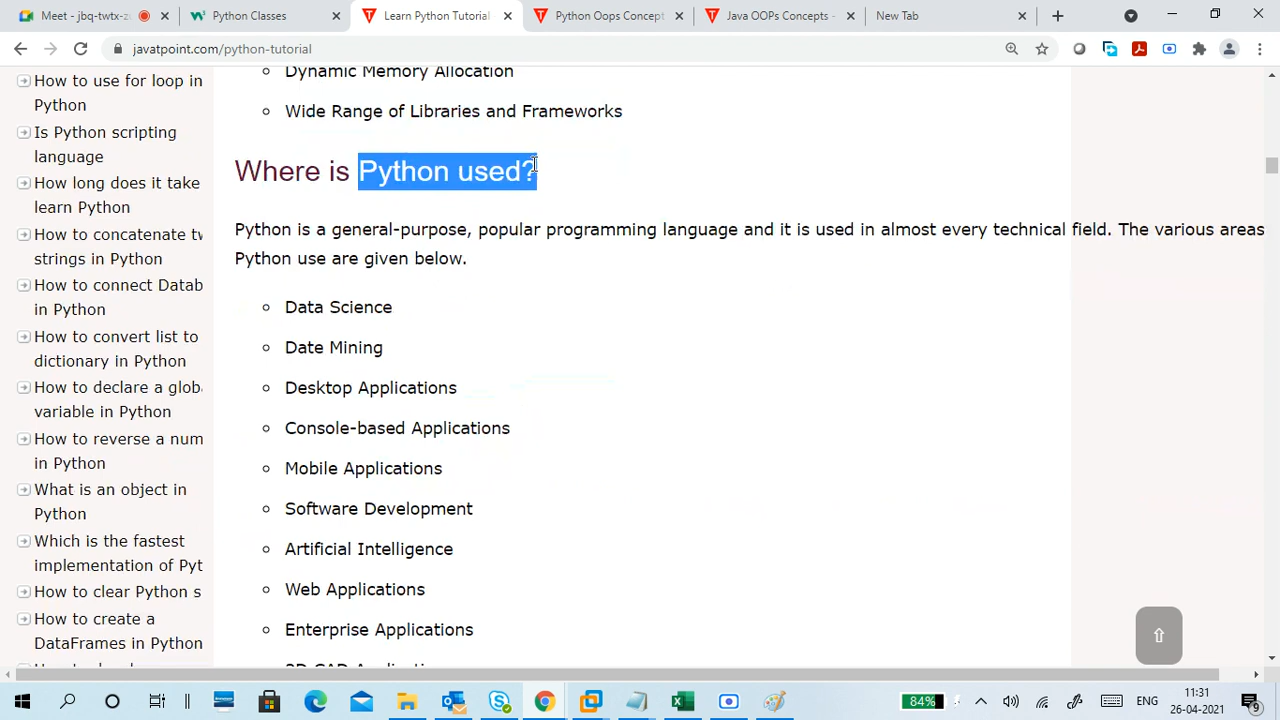 Meet - jbq-twtx-z
Python Classes
Learn Python Tutorial
Python Oops Concept
Java OOPs Concepts -
New Tab
javatpoint.com/python-tutorial
How to use for loop in
Python
Is Python scripting
language
How long does it take
learn Python
How to concatenate tw
strings in Python
How to connect Datab
in Python
How to convert list to
dictionary in Python
How to declare a globa
variable in Python
How to reverse a num
in Python
What is an object in
Python
Which is the fastest
implementation of Pyt
How to clear Python s
How to create a
DataFrames in Python
Dynamic Memory Allocation
Wide Range of Libraries and Frameworks
Where is Python used?
Python is a general-purpose, popular programming language and it is used in almost every technical field. The various areas
Python use are given below.
Data Science
Date Mining
Desktop Applications
Console-based Applications
Mobile Applications
Software Development
Artificial Intelligence
Web Applications
Enterprise Applications
84%
ENG
11:31
26-04-2021